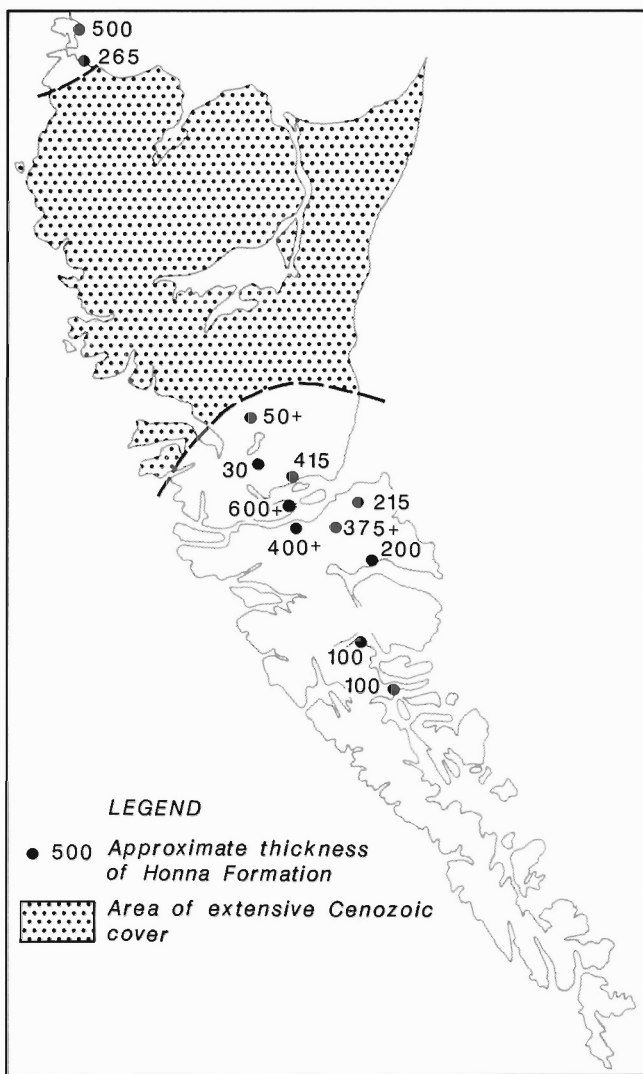 500
265
50+
30
415
600+
215
400+
375+
200
100
100
LEGEND
500 Approximate thickness
of Honna Formation
Area of extensive Cenozoic
cover